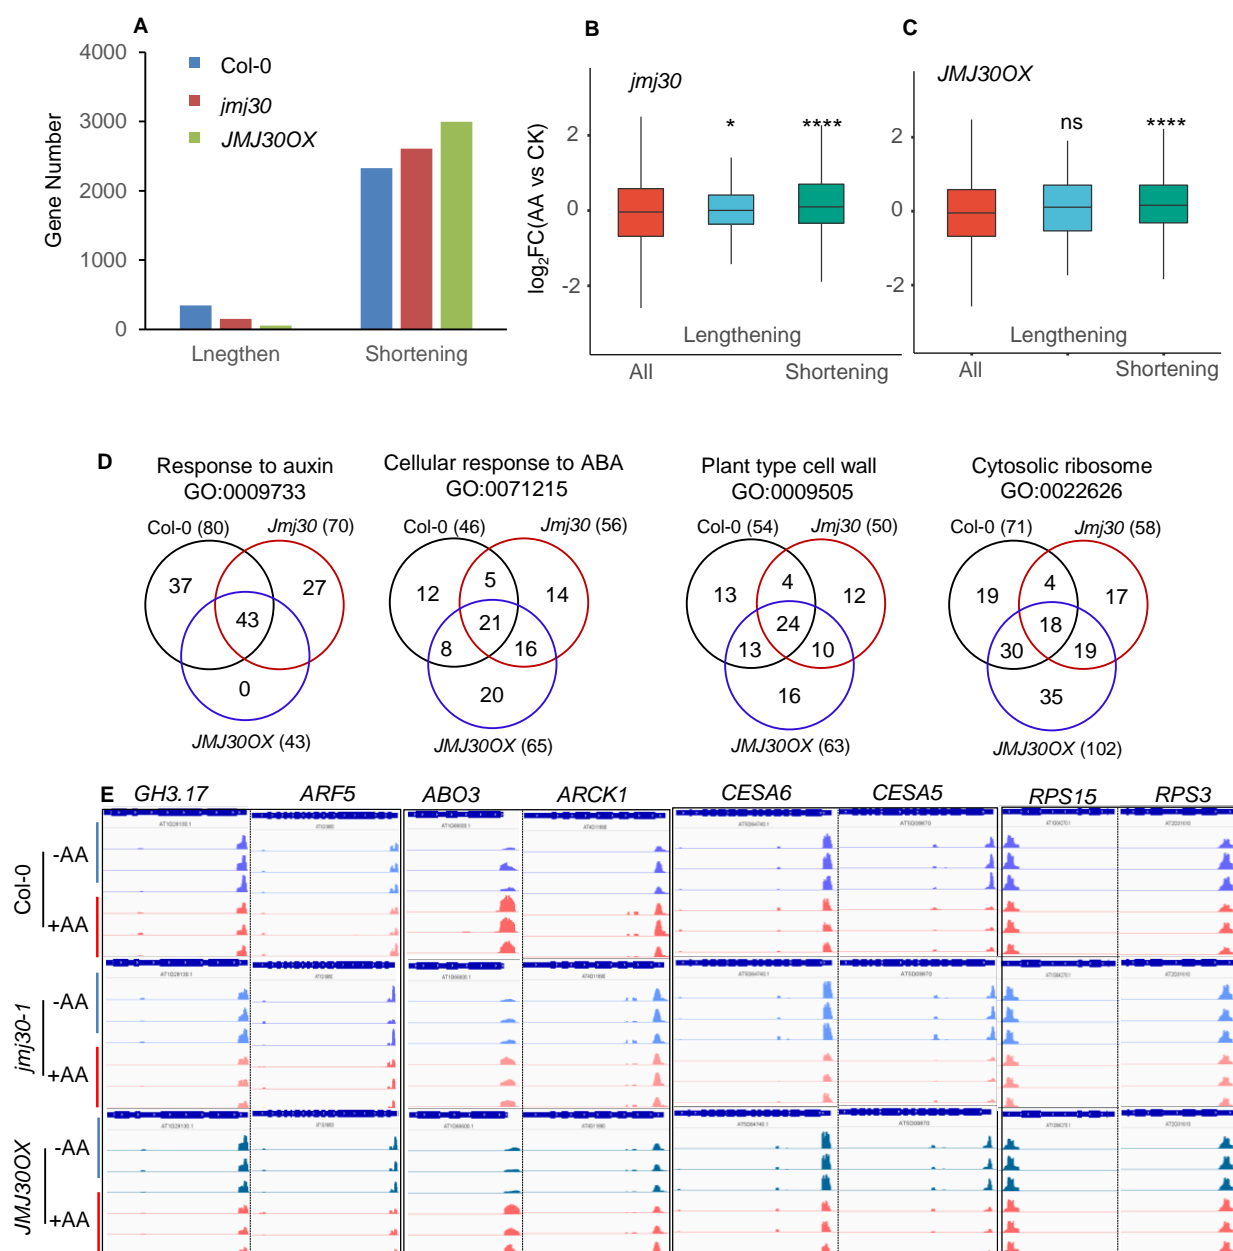 A
4000
3000
2000
1000
0
Gene Number
Col-0
jmj30
JMJ30OX
Lnegthen
Shortening
B
jmj30
log2FC(AA vs CK)
2
0
-2
*
****
Lengthening
All
Shortening
C
JMJ30OX
2
0
-2
ns
****
Lengthening
All
Shortening
D
Response to auxin
GO:0009733
Col-0 (80)
Jmj30 (70)
37
27
43
0
JMJ30OX (43)
Cellular response to ABA
GO:0071215
Col-0 (46)
Jmj30 (56)
12
5
14
21
8
16
20
JMJ30OX (65)
Plant type cell wall
GO:0009505
Col-0 (54)
Jmj30 (50)
13
4
12
24
13
10
16
JMJ30OX (63)
Cytosolic ribosome
GO:0022626
Col-0 (71)
Jmj30 (58)
19
4
17
18
30
19
35
JMJ30OX (102)
E
GH3.17
ARF5
ABO3
ARCK1
CESA6
CESA5
RPS15
RPS3
Col-0
-AA
+AA
jmj30-1
-AA
+AA
JMJ30OX
-AA
+AA